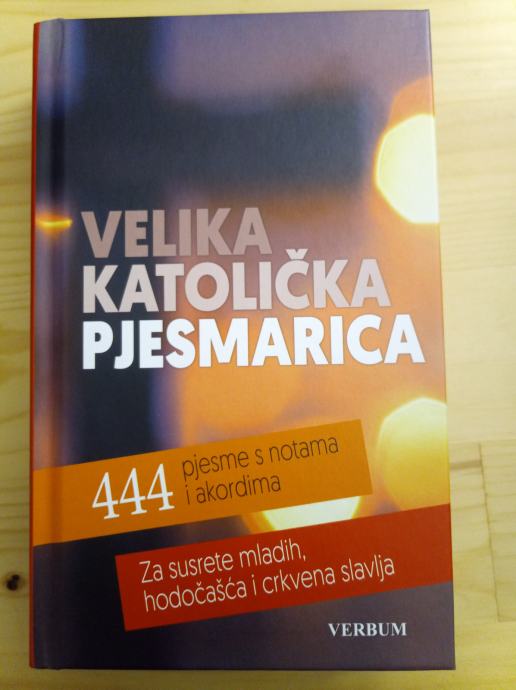 VELIKA
KATOLIČKA
PJESMARICA
444 pjesme s notama
i akordima
Za susrete mladih,
hodočašća i crkvena slavlja
VERBUM